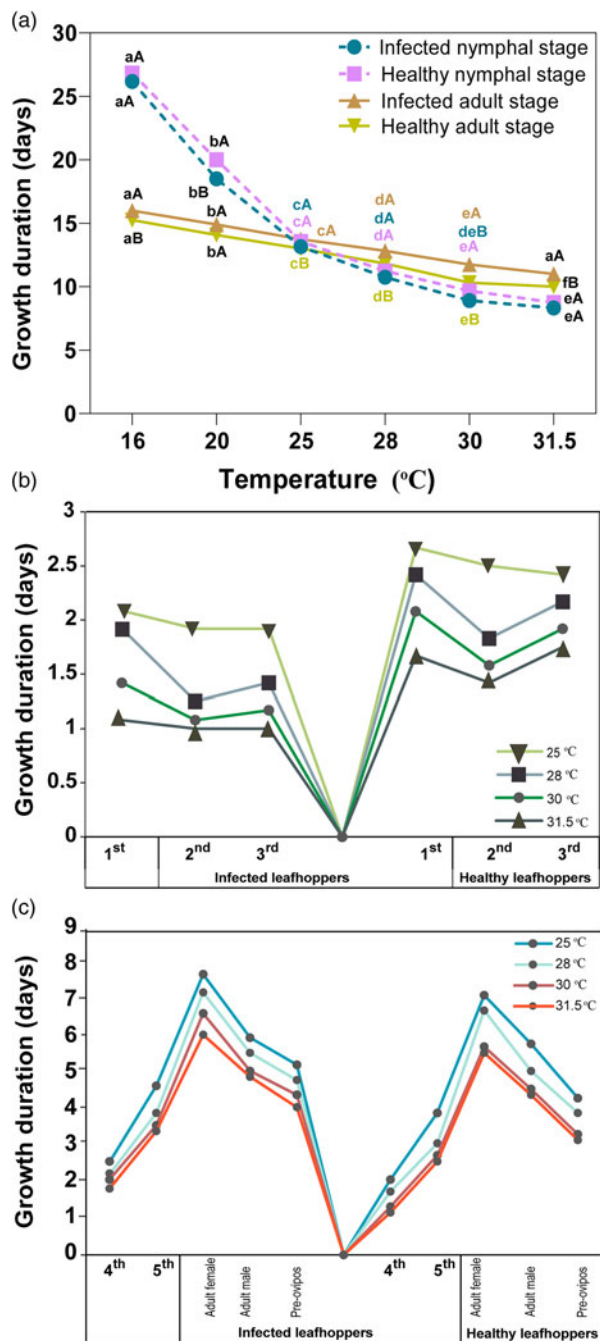 (a)
30
25
20
15
10
5
0
Growth duration (days)
Infected nymphal stage
Healthy nymphal stage
Infected adult stage
Healthy adult stage
aA
aA
aA
aB
bA
bB
bA
bA
cA
cA
cA
cB
dA
dA
dA
dB
eA
deB
eA
eB
aA
fB
eA
eA
16 20 25 28 30 31.5
Temperature (°C)
(b)
3
2.5
2
1.5
1
0.5
0
Growth duration (days)
25 °C
28 °C
30 °C
31.5°C
1st 2nd 3rd 1st 2nd 3rd
Infected leafhoppers Healthy leafhoppers
(c)
9
8
7
6
5
4
3
2
1
0
Growth duration (days)
25 °C
28 °C
30 °C
31.5°C
4th 5th Adult female Adult male Pre-ovipos 4th 5th Adult female Adult male Pre-ovipos
Infected leafhoppers Healthy leafhoppers